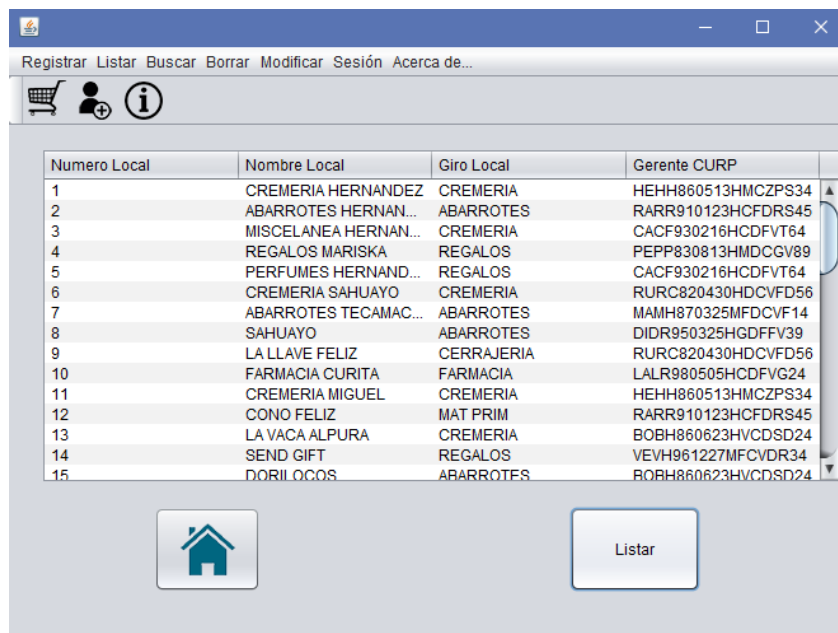 Registrar Listar Buscar Borrar Modificar Sesión Acerca de...
Numero Local Nombre Local Giro Local Gerente CURP
1 CREMERIA HERNANDEZ CREMERIA HEHH860513HMCZPS34
2 ABARROTES HERNAN... ABARROTES RARR910123HCFDRS45
3 MISCELANEA HERNAN... CREMERIA CACF930216HCDFVT64
4 REGALOS MARISKA REGALOS PEPP830813HMDCGV89
5 PERFUMES HERNAND... REGALOS CACF930216HCDFVT64
6 CREMERIA SAHUAYO CREMERIA RURC820430HDCVFD56
7 ABARROTES TECAMAC... ABARROTES MAMH870325MFDCVF14
8 SAHUAYO ABARROTES DIDR950325HGDFFV39
9 LA LLAVE FELIZ CERRAJERIA RURC820430HDCVFD56
10 FARMACIA CURITA FARMACIA LALR980505HCDFVG24
11 CREMERIA MIGUEL CREMERIA HEHH860513HMCZPS34
12 CONO FELIZ MAT PRIM RARR910123HCFDRS45
13 LA VACA ALPURA CREMERIA BOBH860623HVCDSD24
14 SEND GIFT REGALOS VEVH961227MFCVDR34
15 DORILOCOS ABARROTES BOBH860623HVCDSD24
Listar